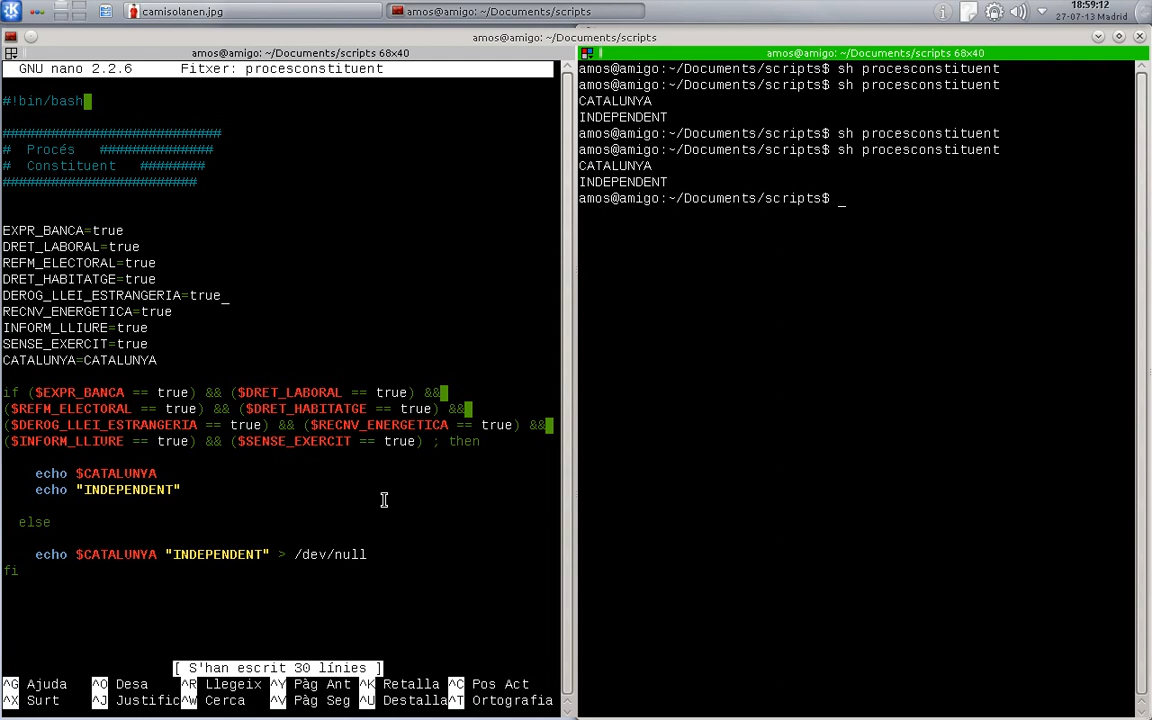 camisolanen.jpg
amos@amigo: ~/Documents/scripts
18:59:12
27-07-13 Madrid
amos@amigo: ~/Documents/scripts
amos@amigo: ~/Documents/scripts 68x40
GNU nano 2.2.6 Fitxer: procesconstituent
#!bin/bash
###########################
# Procés ##############
# Constituent ########
########################
EXPR_BANCA=true
DRET_LABORAL=true
REFM_ELECTORAL=true
DRET_HABITATGE=true
DEROG_LLEI_ESTRANGERIA=true_
RECNV_ENERGETICA=true
INFORM_LLIURE=true
SENSE_EXERCIT=true
CATALUNYA=CATALUNYA
if ($EXPR_BANCA == true) && ($DRET_LABORAL == true) &&
($REFM_ELECTORAL == true) && ($DRET_HABITATGE == true) &&
($DEROG_LLEI_ESTRANGERIA == true) && ($RECNV_ENERGETICA == true) &&
($INFORM_LLIURE == true) && ($SENSE_EXERCIT == true) ; then
echo $CATALUNYA
echo "INDEPENDENT"
else
echo $CATALUNYA "INDEPENDENT" > /dev/null
fi
[ S'han escrit 30 línies ]
^G Ajuda ^O Desa ^R Llegeix ^Y Pàg Ant ^K Retalla ^C Pos Act
^X Surt ^J Justific ^W Cerca ^V Pàg Seg ^U Destalla ^T Ortografia
amos@amigo: ~/Documents/scripts 68x40
amos@amigo:~/Documents/scripts$ sh procesconstituent
amos@amigo:~/Documents/scripts$ sh procesconstituent
CATALUNYA
INDEPENDENT
amos@amigo:~/Documents/scripts$ sh procesconstituent
amos@amigo:~/Documents/scripts$ sh procesconstituent
CATALUNYA
INDEPENDENT
amos@amigo:~/Documents/scripts$ _